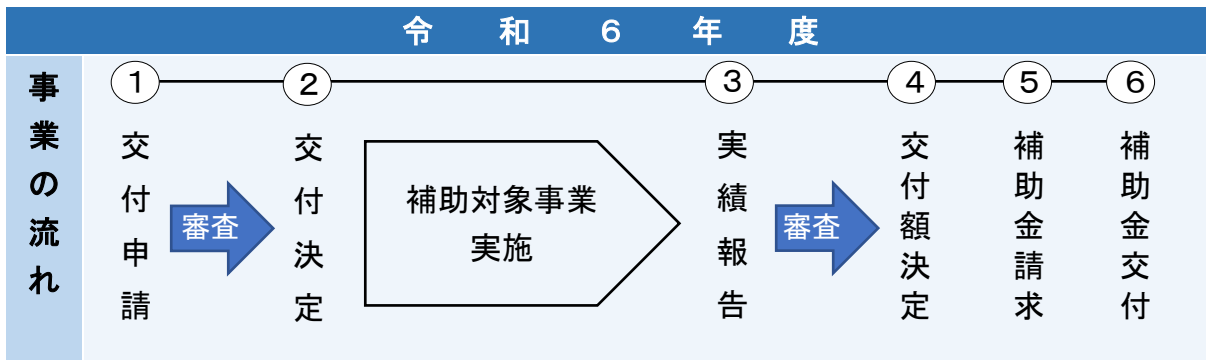 令和6年度
事業の流れ
①
交付申請
審査
②
交付決定
補助対象事業
実施
③
実績報告
審査
④
交付額決定
⑤
補助金請求
⑥
補助金交付